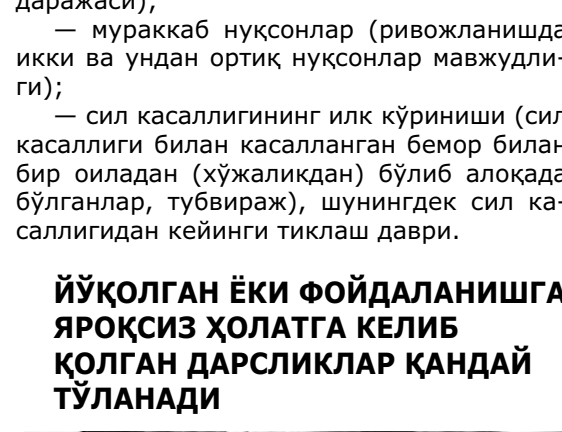 даражаси);
— мураккаб нуқсонлар (ривожланишда
икки ва ундан ортиқ нуқсонлар мавжудли-
ги);
— сил касаллигининг илк кўриниши (сил
касаллиги билан касалланган бемор билан
бир оиладан (хўжаликдан) бўлиб алоқада
бўлганлар, тубвираж), шунингдек сил ка-
саллигидан кейинги тиклаш даври.
ЙЎҚОЛГАН ЁКИ ФОЙДАЛАНИШГА
ЯРОҚСИЗ ҲОЛАТГА КЕЛИБ
ҚОЛГАН ДАРСЛИКЛАР ҚАНДАЙ
ТЎЛАНАДИ